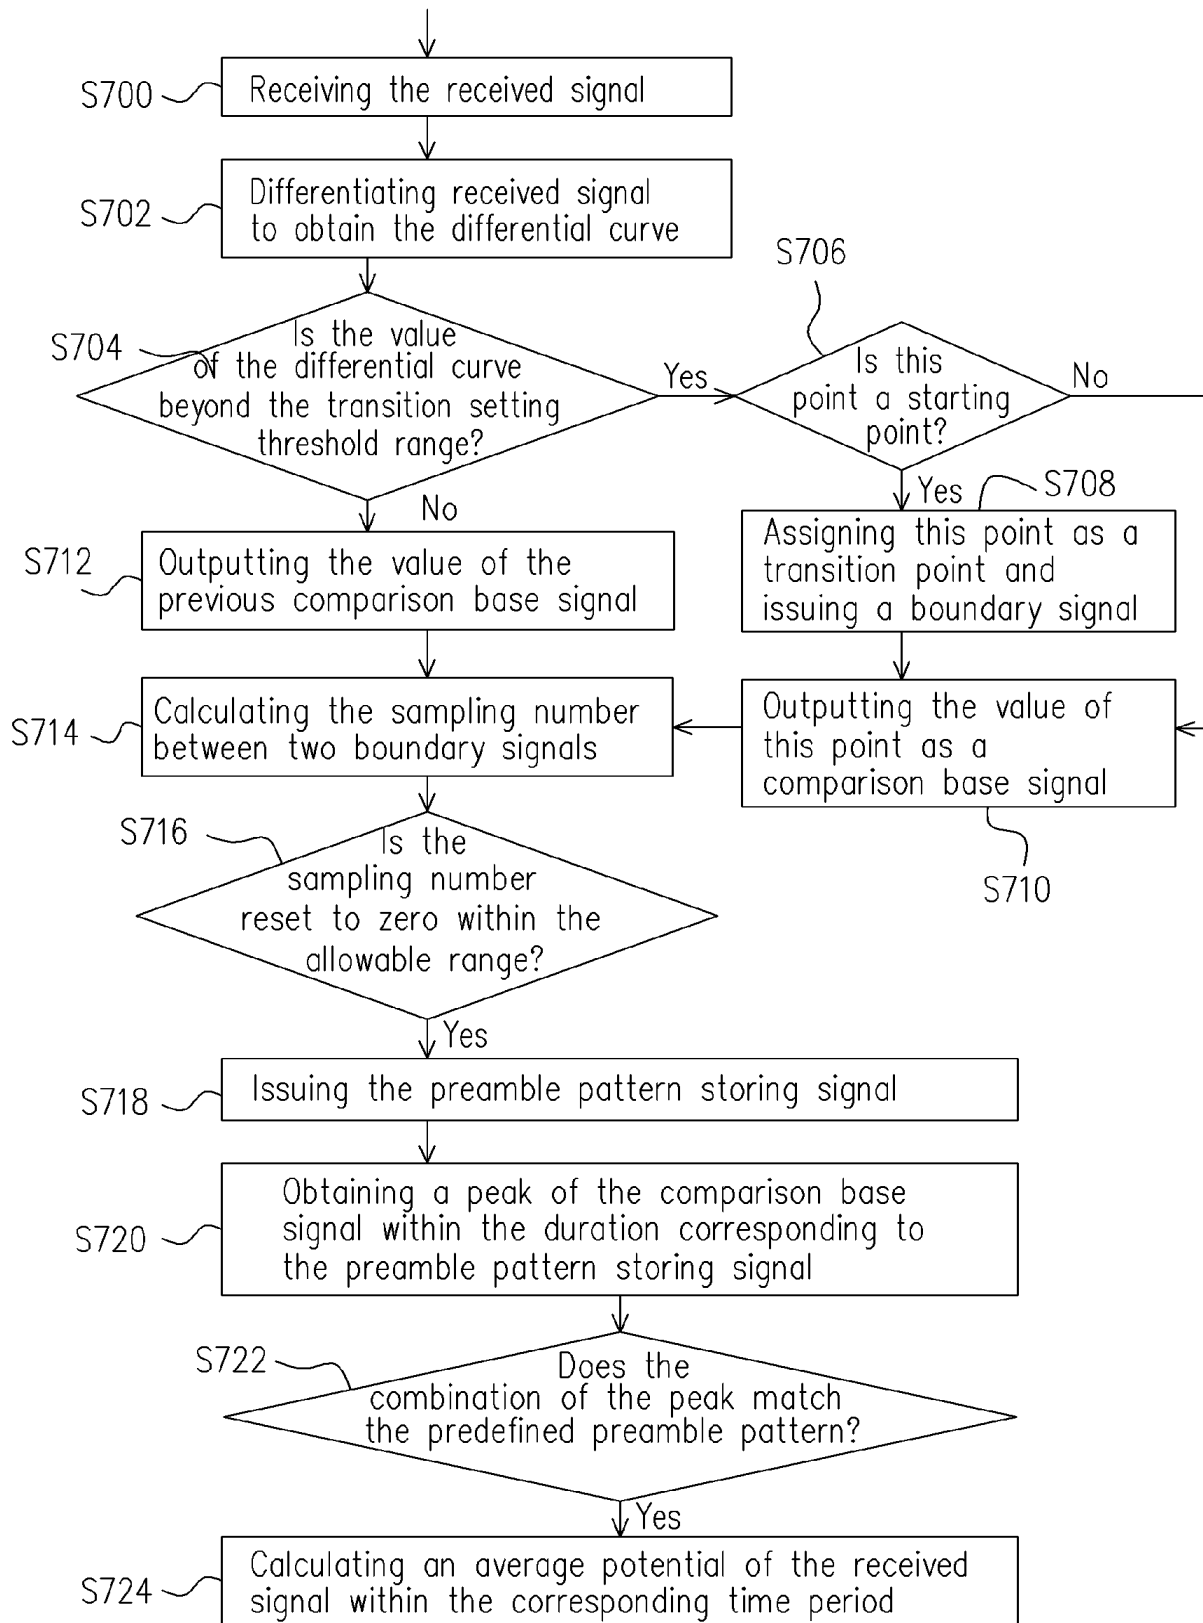 S700
Receiving the received signal
S702
Differentiating received signal
to obtain the differential curve
S704
Is the value
of the differential curve
beyond the transition setting
threshold range?
Yes
S706
Is this
point a starting
point?
No
No
Yes
S708
Assigning this point as a
transition point and
issuing a boundary signal
S712
Outputting the value of the
previous comparison base signal
S714
Calculating the sampling number
between two boundary signals
Outputting the value of
this point as a
comparison base signal
S710
S716
Is the
sampling number
reset to zero within the
allowable range?
Yes
S718
Issuing the preamble pattern storing signal
S720
Obtaining a peak of the comparison base
signal within the duration corresponding to
the preamble pattern storing signal
S722
Does the
combination of the peak match
the predefined preamble pattern?
Yes
S724
Calculating an average potential of the received
signal within the corresponding time period